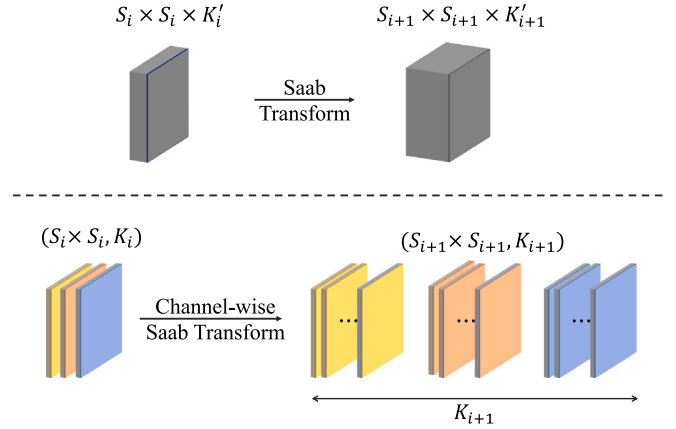 S_i × S_i × K'_i
S_{i+1} × S_{i+1} × K'_{i+1}
Saab
Transform
(S_i × S_i, K_i)
(S_{i+1} × S_{i+1}, K_{i+1})
Channel-wise
Saab Transform
...
...
...
K_{i+1}